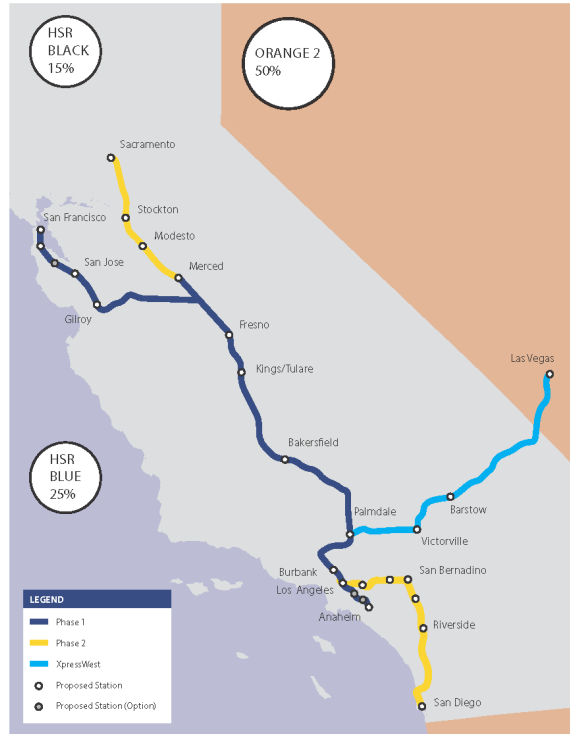 HSR
BLACK
15%
ORANGE 2
50%
Sacramento
Stockton
San Francisco
Modesto
San Jose
Merced
Gilroy
Fresno
Las Vegas
Kings/Tulare
Bakersfield
HSR
BLUE
25%
Palmdale
Barstow
Victorville
Burbank
San Bernadino
Los Angeles
Anaheim
Riverside
San Diego
LEGEND
Phase 1
Phase 2
XpressWest
Proposed Station
Proposed Station (Option)